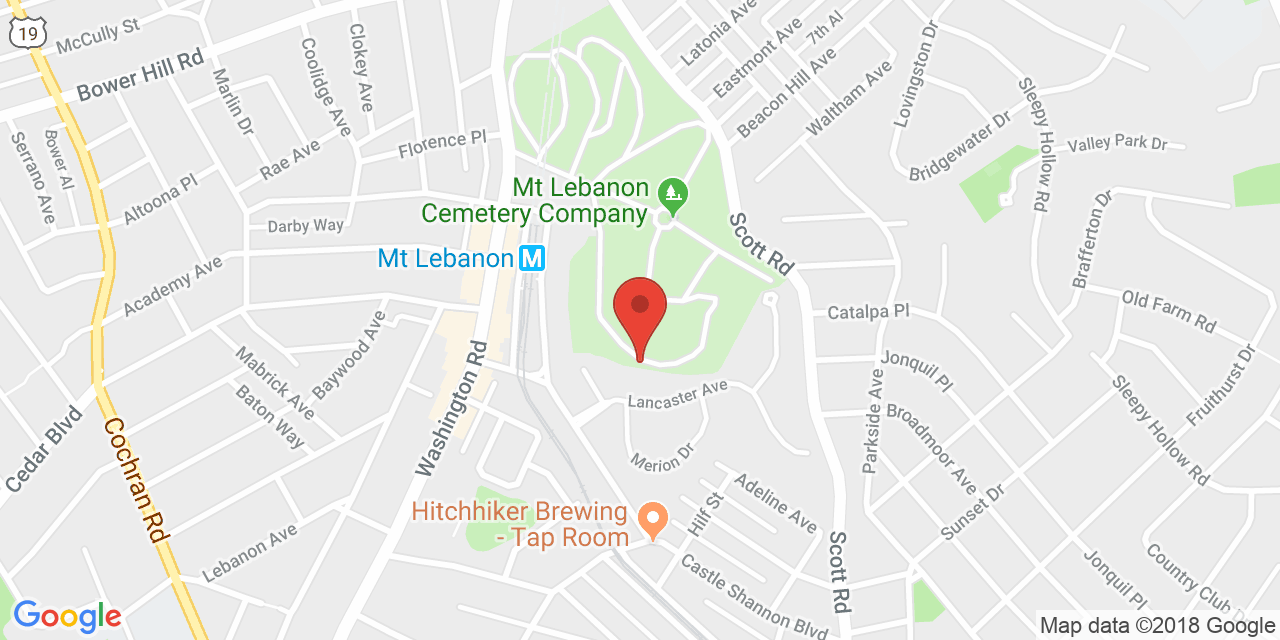 19
McCully St
Bower Hill Rd
Marlin Dr
Coolidge Ave
Clokey Ave
Florence Pl
Rae Ave
Serrano Ave
Bower Al
Altoona Pl
Darby Way
Academy Ave
Latonia Ave
Eastmont Ave
7th Al
Beacon Hill Ave
Waltham Ave
Lovingston Dr
Bridgewater Dr
Sleepy Hollow Rd
Valley Park Dr
Mt Lebanon
Cemetery Company
Mt Lebanon M
Scott Rd
Brafferton Dr
Old Farm Rd
Catalpa Pl
Jonquil Pl
Fruithurst Dr
Baywood Ave
Mabrick Ave
Baton Way
Washington Rd
Cedar Blvd
Cochran Rd
Lancaster Ave
Merion Dr
Parkside Ave
Broadmoor Ave
Sleepy Hollow Rd
Sunset Dr
Adeline Ave
Hilf St
Hitchhiker Brewing
- Tap Room
Lebanon Ave
Castle Shannon Blvd
Scott Rd
Jonquil Pl
Country Club D
Google
Map data ©2018 Google